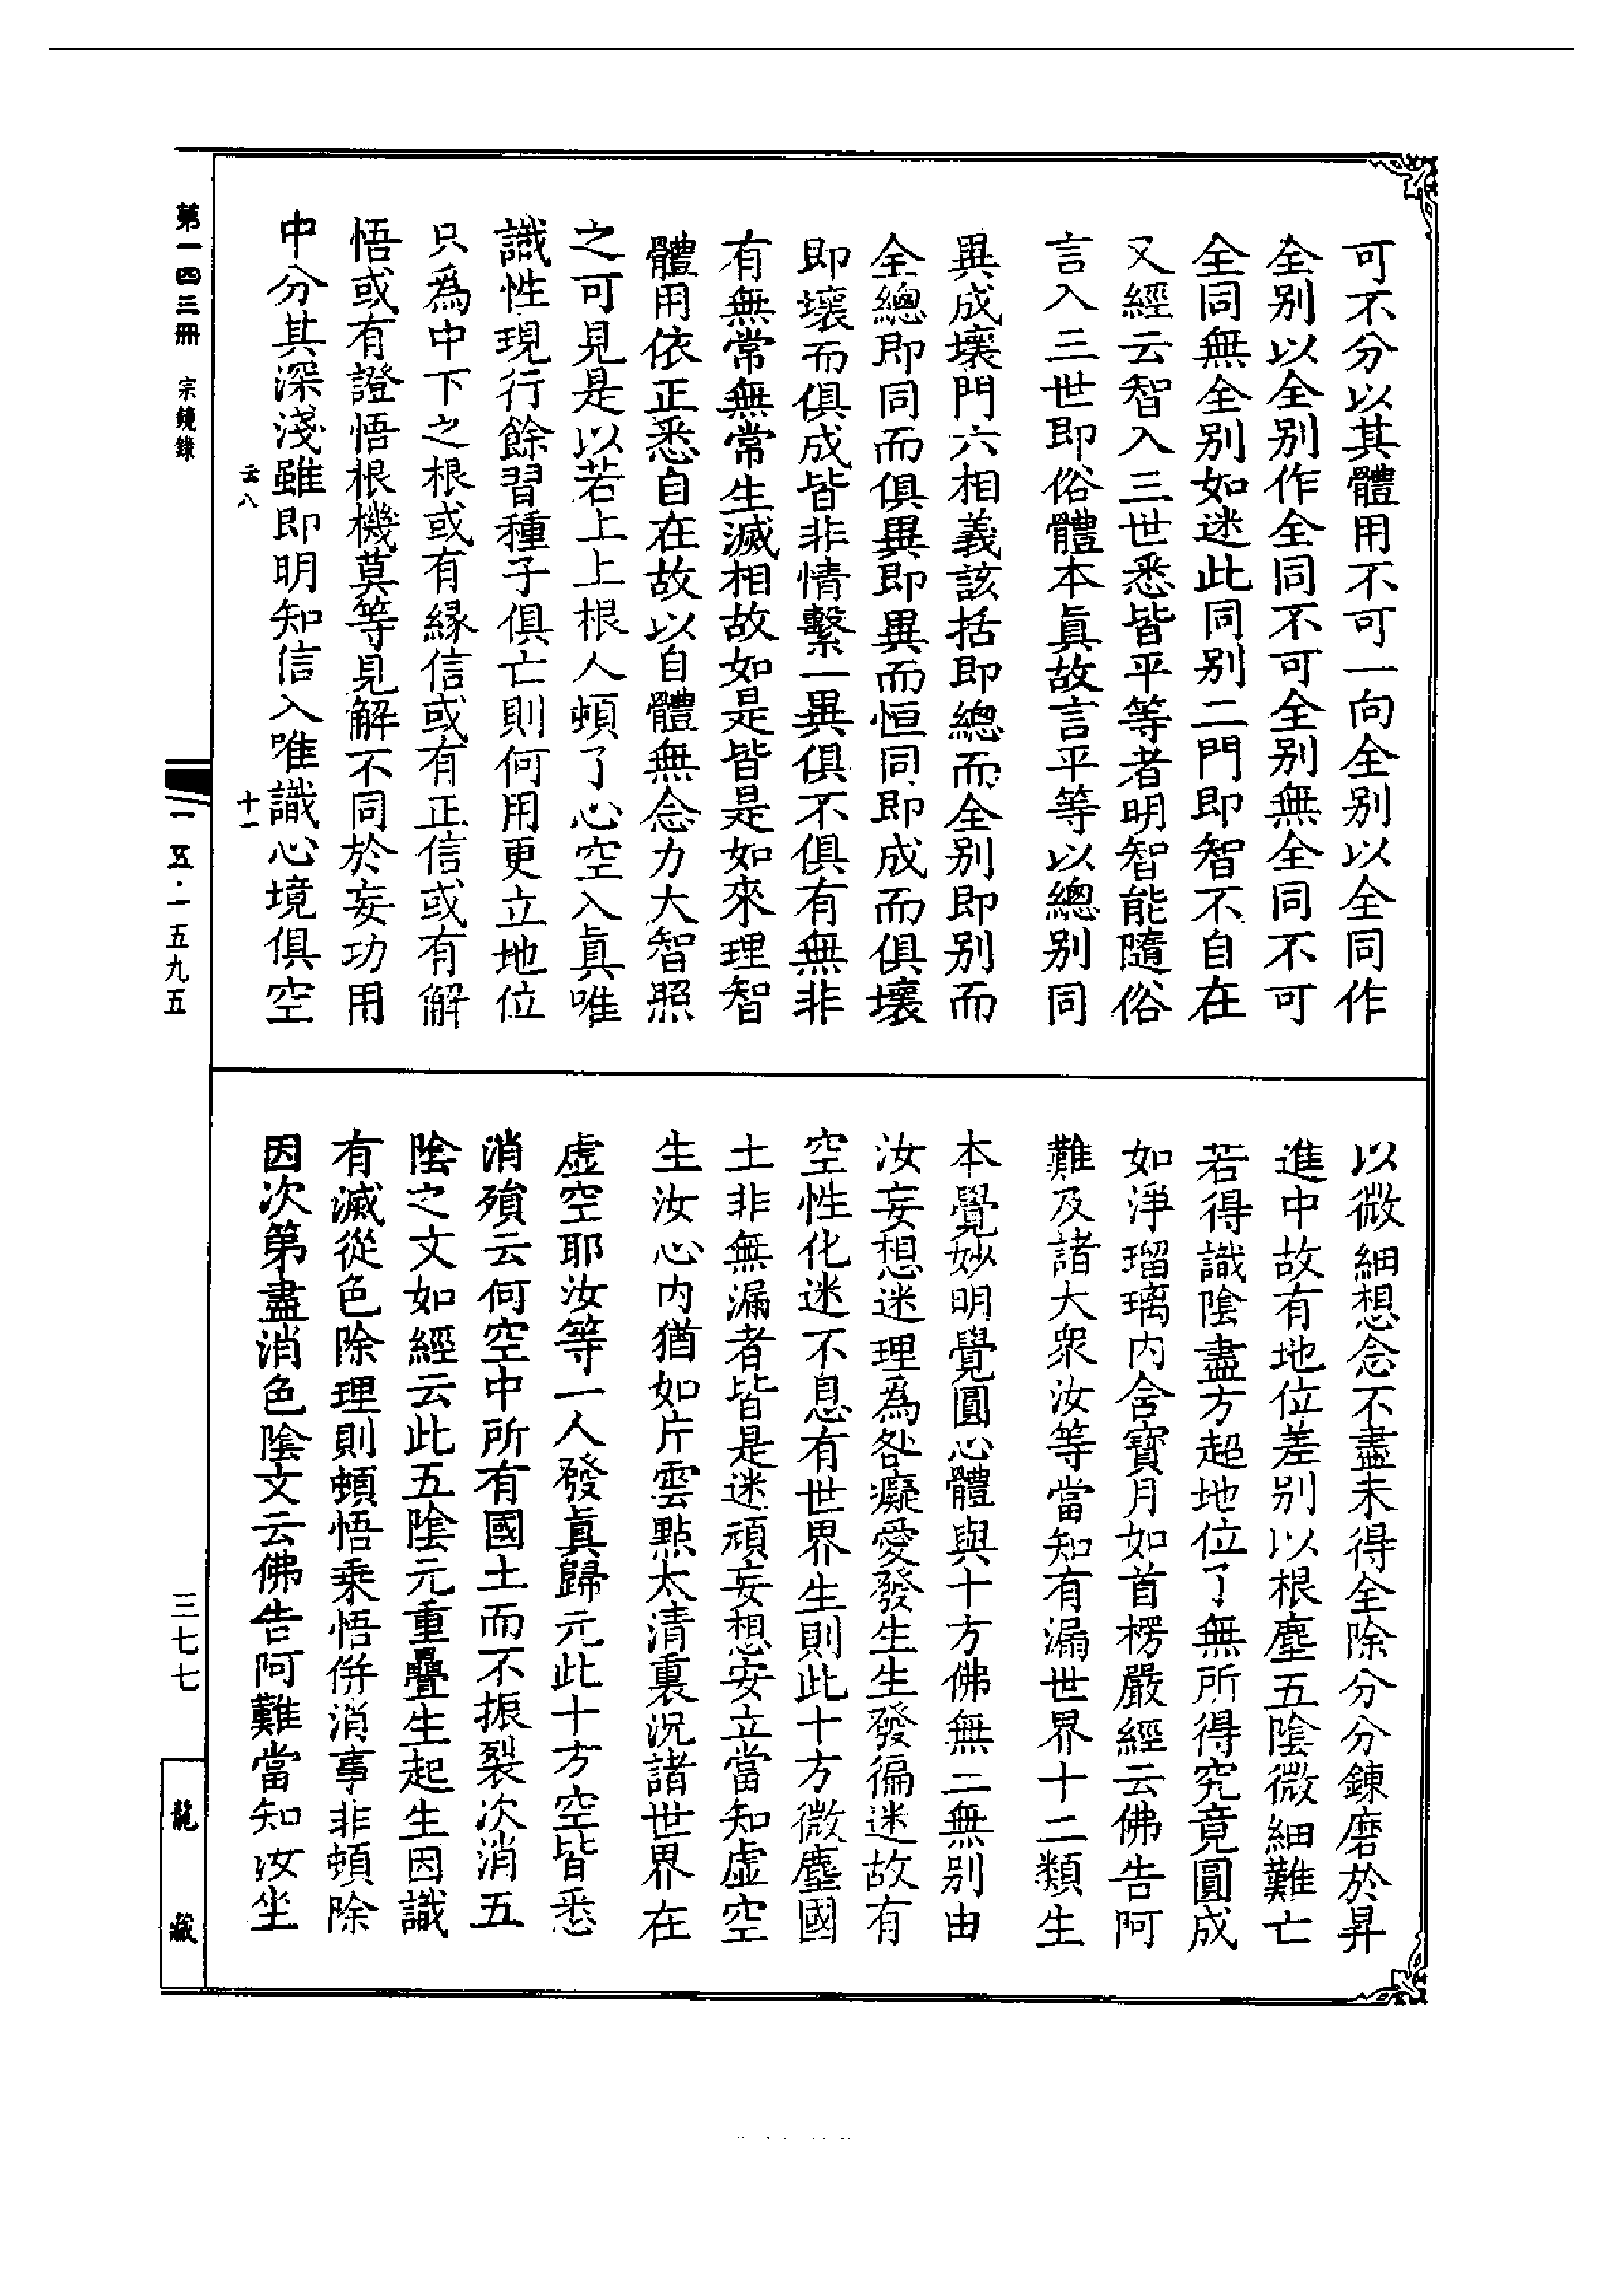 可不分以其體用不可一向全别以全同作
全别以全别作全同不可全别無全同不可
全同無全别如迷此同别二門即智不自在
又經云智入三世悉皆平等者明智能隨俗
言入三世即俗體本眞故言平等以總别同
異成壞門六相義該括即總而全别即别而
全總即同而俱異即異而恒同即成而俱壞
即壞而俱成皆非情繫一異俱不俱有無非
有無常無常生滅相故如是皆是如來理智
體用依正悉自在故以自體無念力大智照
之可見是以若上上根人頓了心空入眞唯
識性現行餘習種子俱亡則何用更立地位
只爲中下之根或有緣信或有正信或有解
悟或有證悟根機莫等見解不同於妄功用
中分其深淺雖即明知信入唯識心境俱空
云八
十一
以微細想念不盡未得全除分分鍊磨於昇
進中故有地位差别以根塵五陰微細難亡
若得識陰盡方超地位了無所得究竟圓成
如淨瑠璃内含寶月如首楞嚴經云佛告阿
難及諸大衆汝等當知有漏世界十二類生
本覺妙明覺圓心體與十方佛無二無别由
汝妄想迷理爲咎癡愛發生生發徧迷故有
空性化迷不息有世界生則此十方微塵國
土非無漏者皆是迷頑妄想安立當知虚空
生汝心内猶如片雲點太清裏況諸世界在
虚空耶汝等一人發眞歸元此十方空皆悉
消殞云何空中所有國土而不振裂次消五
陰之文如經云此五陰元重疊生起生因識
有滅從色除理則頓悟乘悟併消事非頓除
因次第盡消色陰文云佛告阿難當知汝坐
第一四三冊 宗鏡錄
一五·一五九五
三七七
龍藏